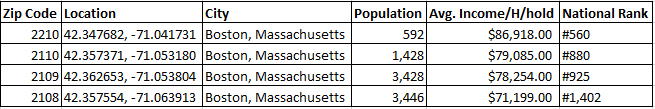 Zip Code Location City Population Avg. Income/H/hold National Rank
2210 42.347682, -71.041731 Boston, Massachusetts 592 $86,918.00 #560
2110 42.357371, -71.053180 Boston, Massachusetts 1,428 $79,085.00 #880
2109 42.362653, -71.053804 Boston, Massachusetts 3,428 $78,254.00 #925
2108 42.357554, -71.063913 Boston, Massachusetts 3,446 $71,199.00 #1,402